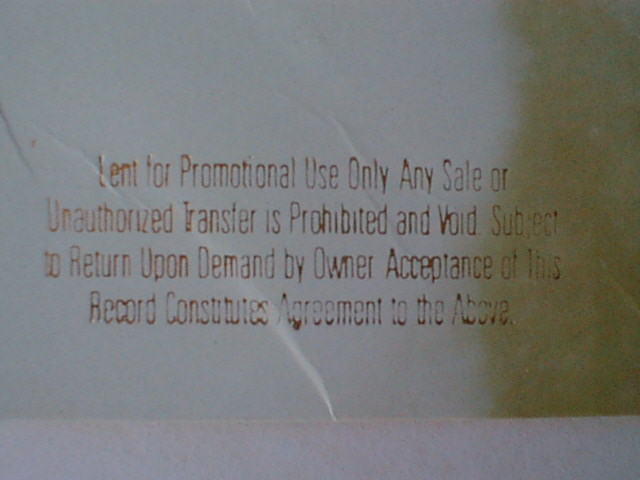 Lent for Promotional Use Only Any Sale or
Unauthorized Transfer is Prohibited and Void. Subject
to Return Upon Demand by Owner Acceptance of This
Record Constitutes Agreement to the Above.